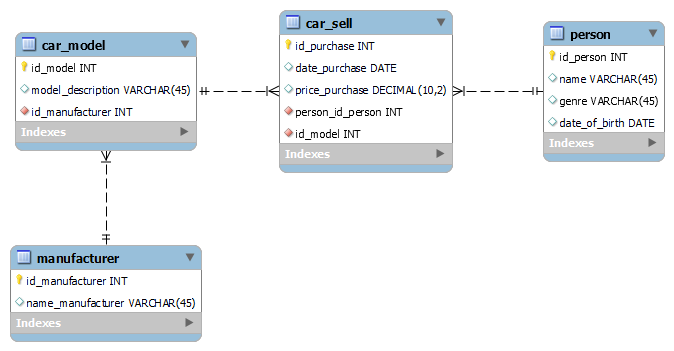 car_model
id_model INT
model_description VARCHAR(45)
id_manufacturer INT
Indexes
car_sell
id_purchase INT
date_purchase DATE
price_purchase DECIMAL(10,2)
person_id_person INT
id_model INT
Indexes
person
id_person INT
name VARCHAR(45)
genre VARCHAR(45)
date_of_birth DATE
Indexes
manufacturer
id_manufacturer INT
name_manufacturer VARCHAR(45)
Indexes